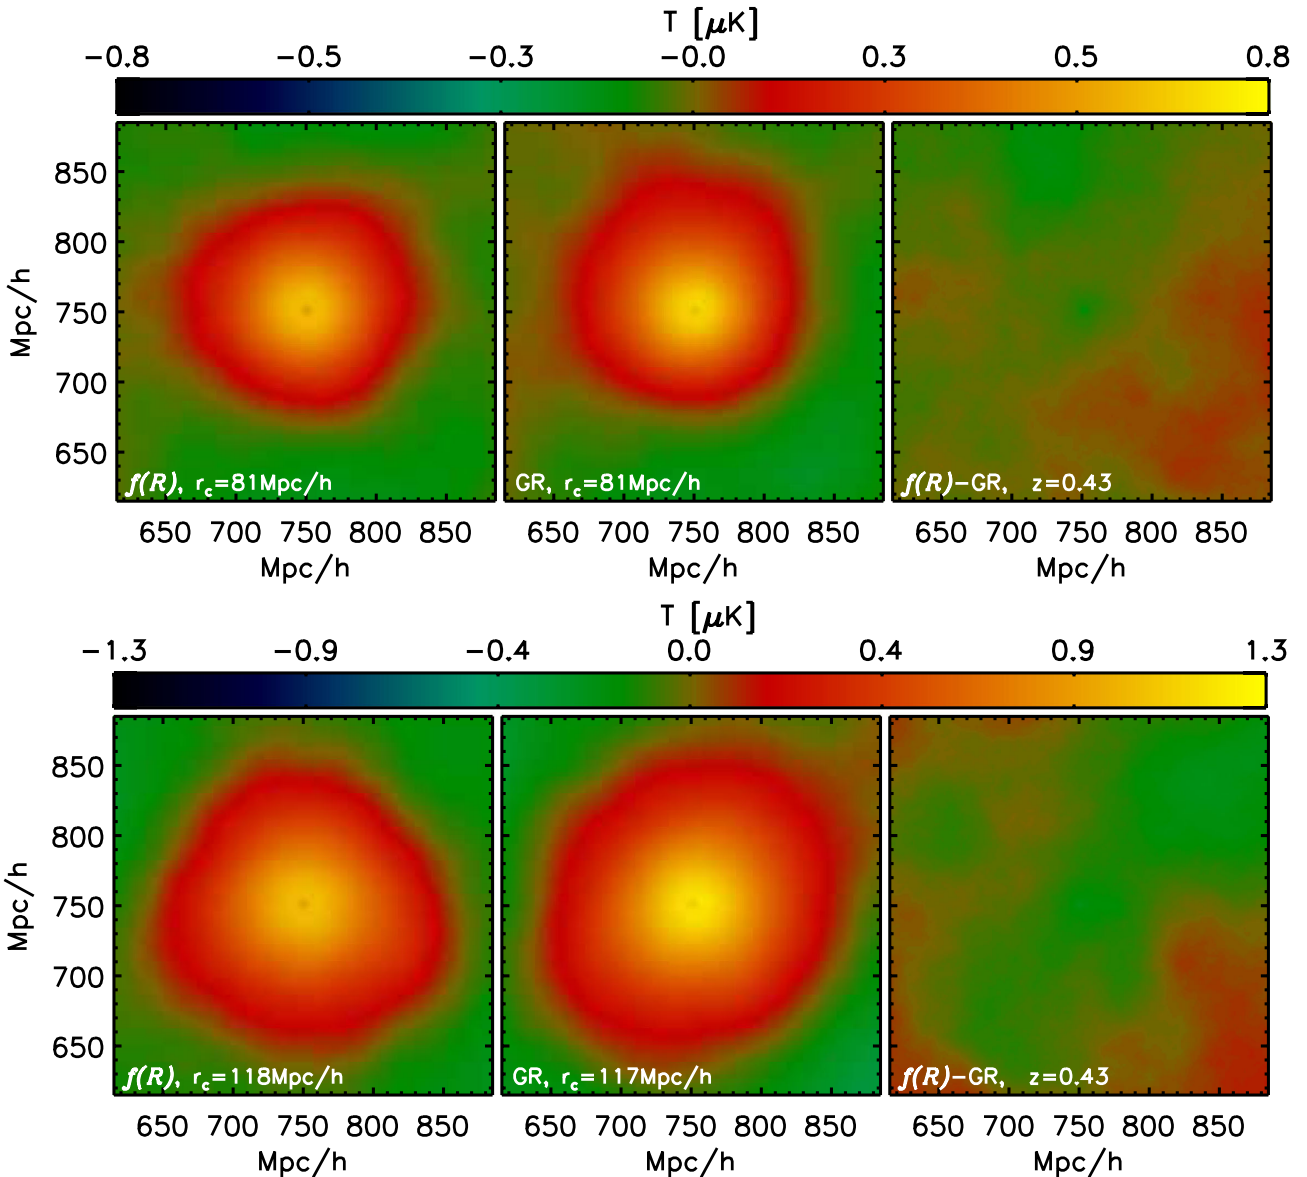 T [μK]
−0.8 −0.5 −0.3 −0.0 0.3 0.5 0.8
850
800
750
700
650
Mpc/h
f(R), r_c=81Mpc/h
GR, r_c=81Mpc/h
f(R)−GR, z=0.43
650 700 750 800 850
650 700 750 800 850
650 700 750 800 850
Mpc/h
Mpc/h
Mpc/h
T [μK]
−1.3 −0.9 −0.4 0.0 0.4 0.9 1.3
850
800
750
700
650
Mpc/h
f(R), r_c=118Mpc/h
GR, r_c=117Mpc/h
f(R)−GR, z=0.43
650 700 750 800 850
650 700 750 800 850
650 700 750 800 850
Mpc/h
Mpc/h
Mpc/h